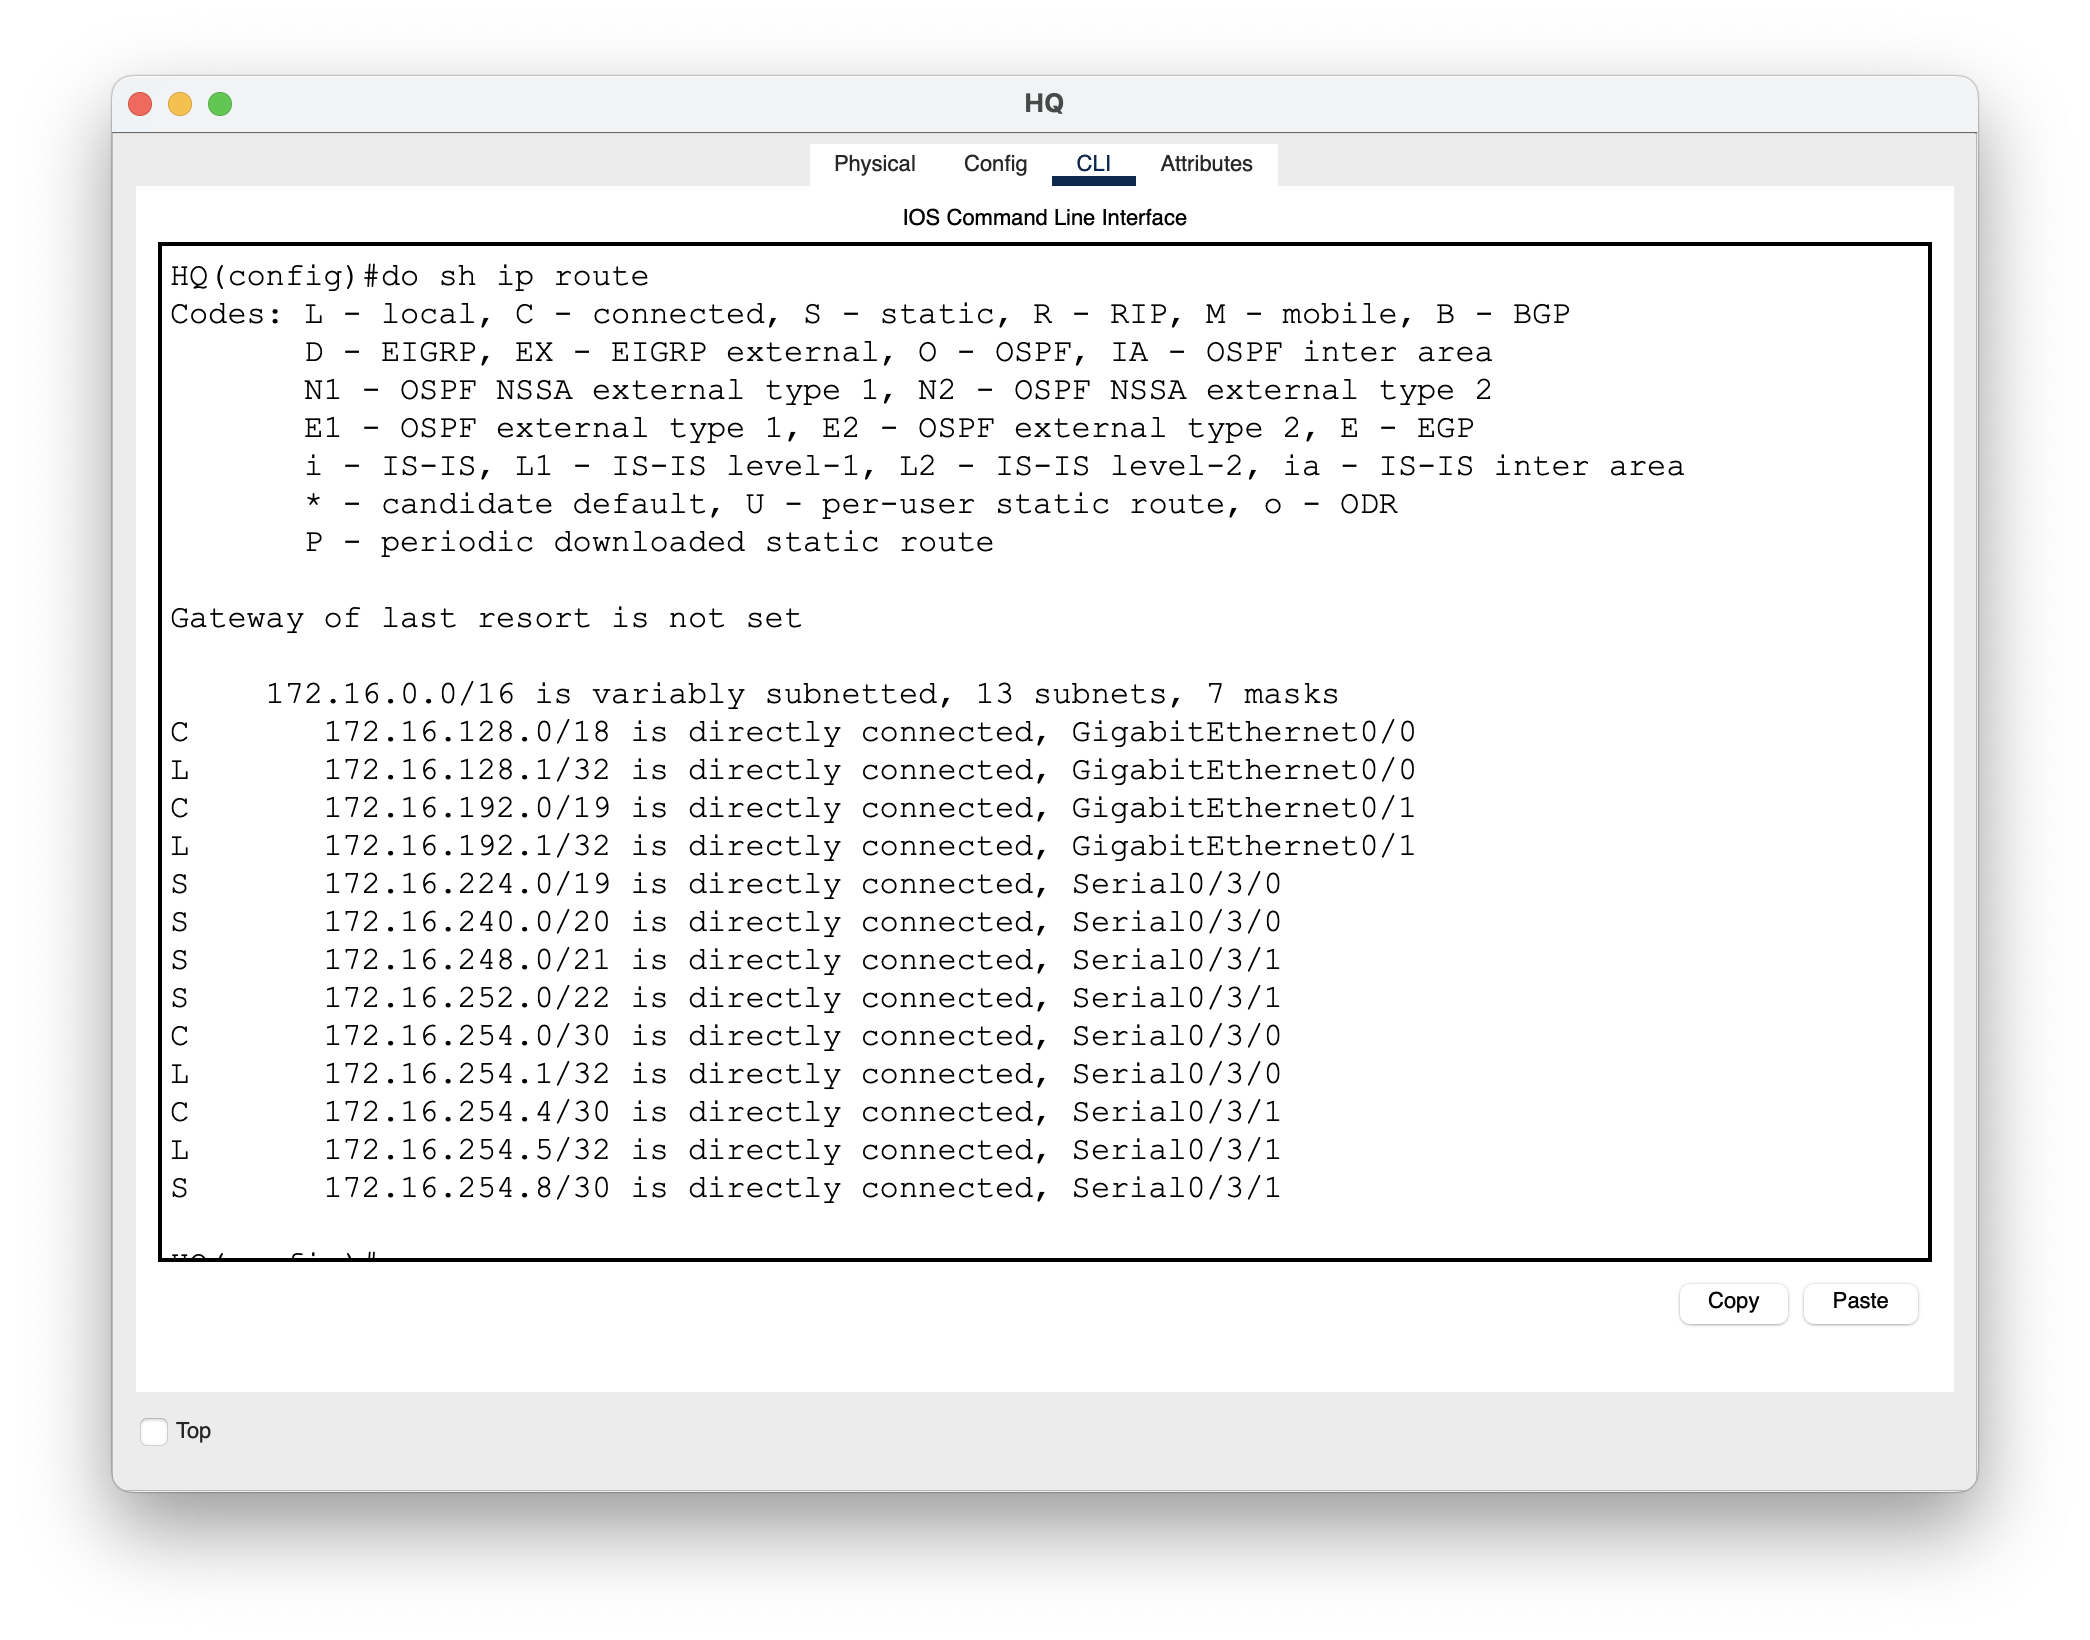 HQ
Physical Config CLI Attributes
IOS Command Line Interface
HQ(config)#do sh ip route
Codes: L - local, C - connected, S - static, R - RIP, M - mobile, B - BGP
D - EIGRP, EX - EIGRP external, O - OSPF, IA - OSPF inter area
N1 - OSPF NSSA external type 1, N2 - OSPF NSSA external type 2
E1 - OSPF external type 1, E2 - OSPF external type 2, E - EGP
i - IS-IS, L1 - IS-IS level-1, L2 - IS-IS level-2, ia - IS-IS inter area
* - candidate default, U - per-user static route, o - ODR
P - periodic downloaded static route
Gateway of last resort is not set
172.16.0.0/16 is variably subnetted, 13 subnets, 7 masks
C 172.16.128.0/18 is directly connected, GigabitEthernet0/0
L 172.16.128.1/32 is directly connected, GigabitEthernet0/0
C 172.16.192.0/19 is directly connected, GigabitEthernet0/1
L 172.16.192.1/32 is directly connected, GigabitEthernet0/1
S 172.16.224.0/19 is directly connected, Serial0/3/0
S 172.16.240.0/20 is directly connected, Serial0/3/0
S 172.16.248.0/21 is directly connected, Serial0/3/1
S 172.16.252.0/22 is directly connected, Serial0/3/1
C 172.16.254.0/30 is directly connected, Serial0/3/0
L 172.16.254.1/32 is directly connected, Serial0/3/0
C 172.16.254.4/30 is directly connected, Serial0/3/1
L 172.16.254.5/32 is directly connected, Serial0/3/1
S 172.16.254.8/30 is directly connected, Serial0/3/1
Copy Paste
Top